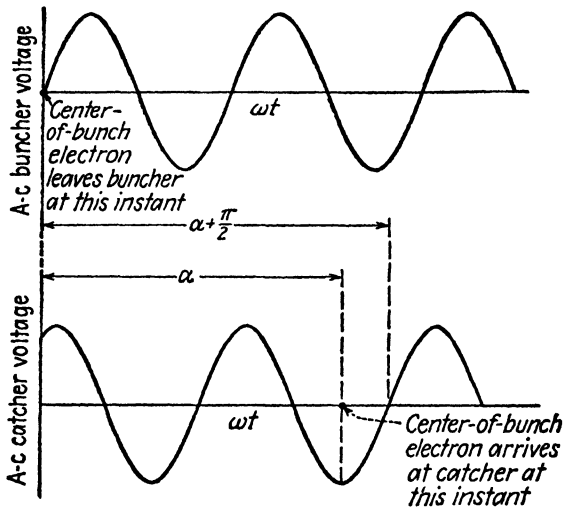 A-c buncher voltage
Center-
of-bunch
electron
leaves buncher
at this instant
ωt
α+π/2
α
A-c catcher voltage
ωt
Center-of-bunch
electron arrives
at catcher at
this instant